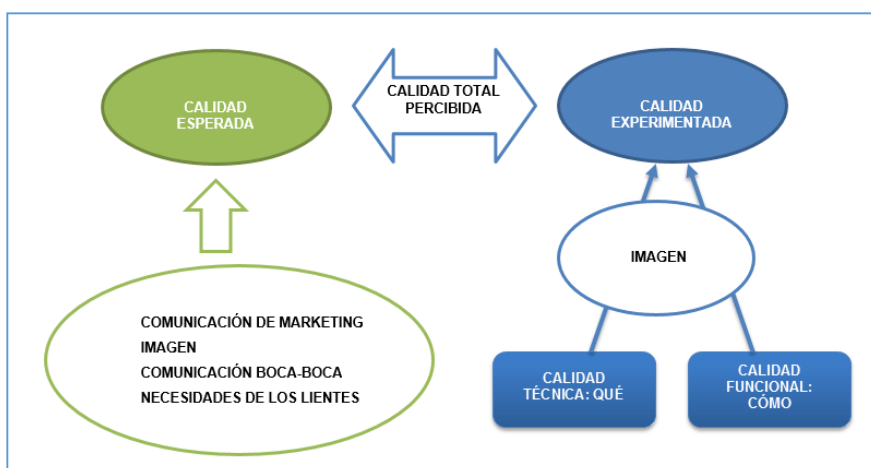 CALIDAD
ESPERADA
CALIDAD TOTAL
PERCIBIDA
CALIDAD
EXPERIMENTADA
IMAGEN
COMUNICACIÓN DE MARKETING
IMAGEN
COMUNICACIÓN BOCA-BOCA
NECESIDADES DE LOS LIENTES
CALIDAD
TÉCNICA: QUÉ
CALIDAD
FUNCIONAL:
CÓMO